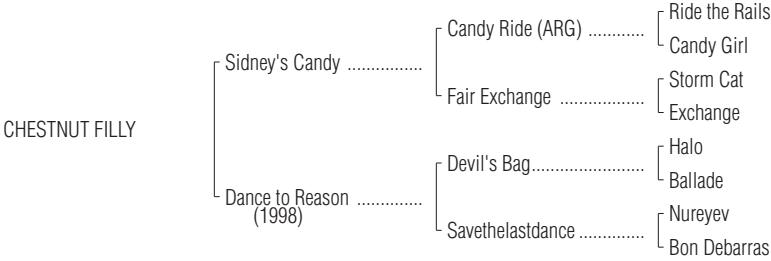 Ride the Rails
Candy Ride (ARG) ............
Candy Girl
Sidney's Candy ................
Storm Cat
Fair Exchange ..................
Exchange
CHESTNUT FILLY
Halo
Devil's Bag........................
Ballade
Dance to Reason ..............
(1998)
Nureyev
Savethelastdance ..............
Bon Debarras